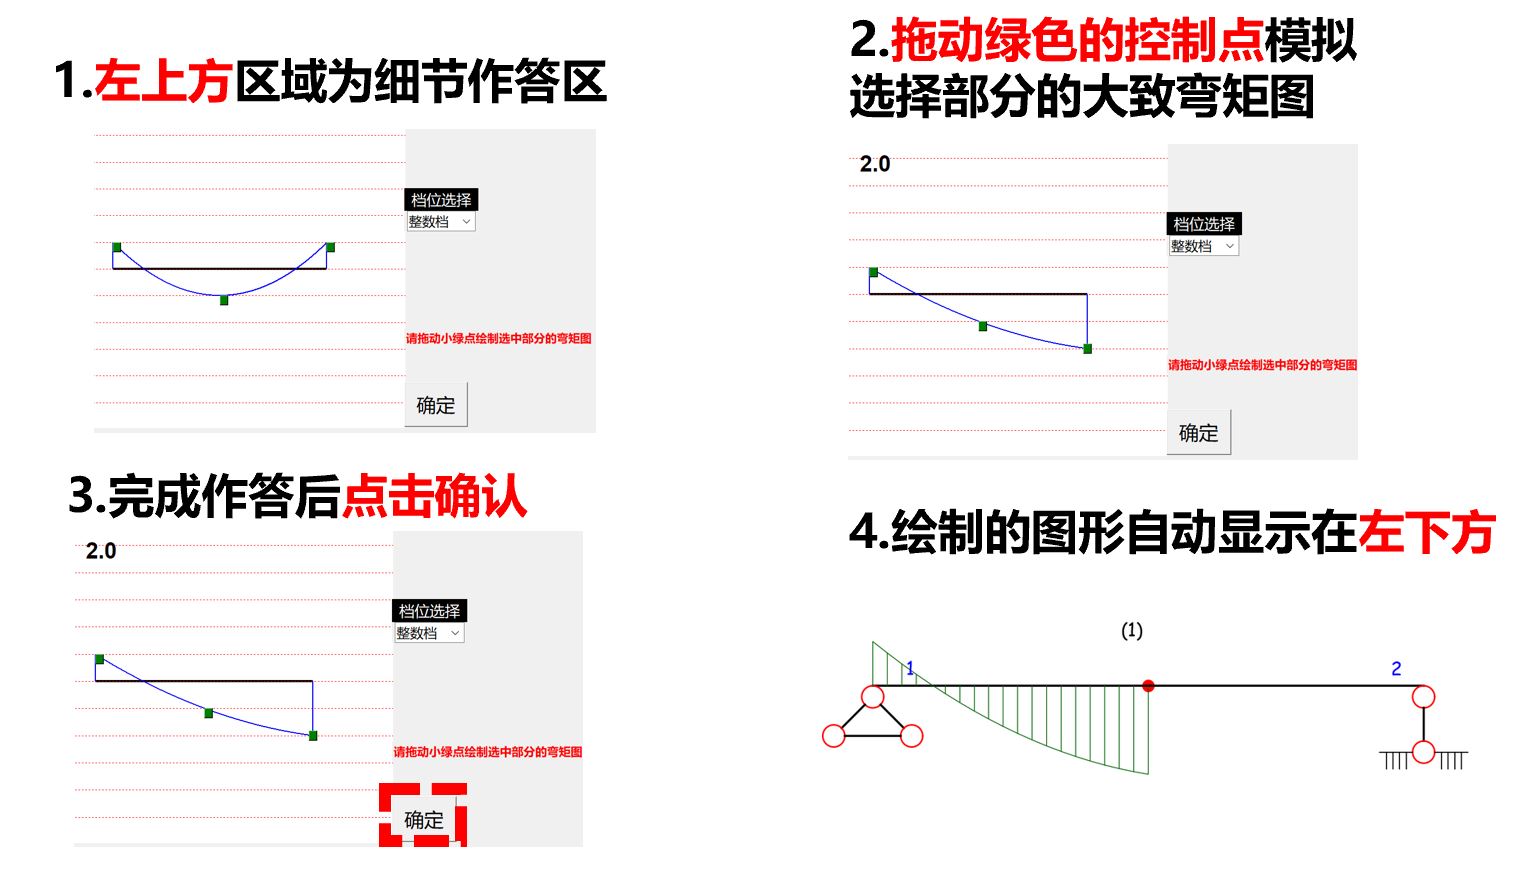 1.左上方区域为细节作答区
档位选择
整数档
请拖动小绿点绘制选中部分的弯矩图
确定
2.拖动绿色的控制点模拟
选择部分的大致弯矩图
2.0
档位选择
整数档
请拖动小绿点绘制选中部分的弯矩图
确定
3.完成作答后点击确认
2.0
档位选择
整数档
请拖动小绿点绘制选中部分的弯矩图
确定
4.绘制的图形自动显示在左下方
(1)
1
2